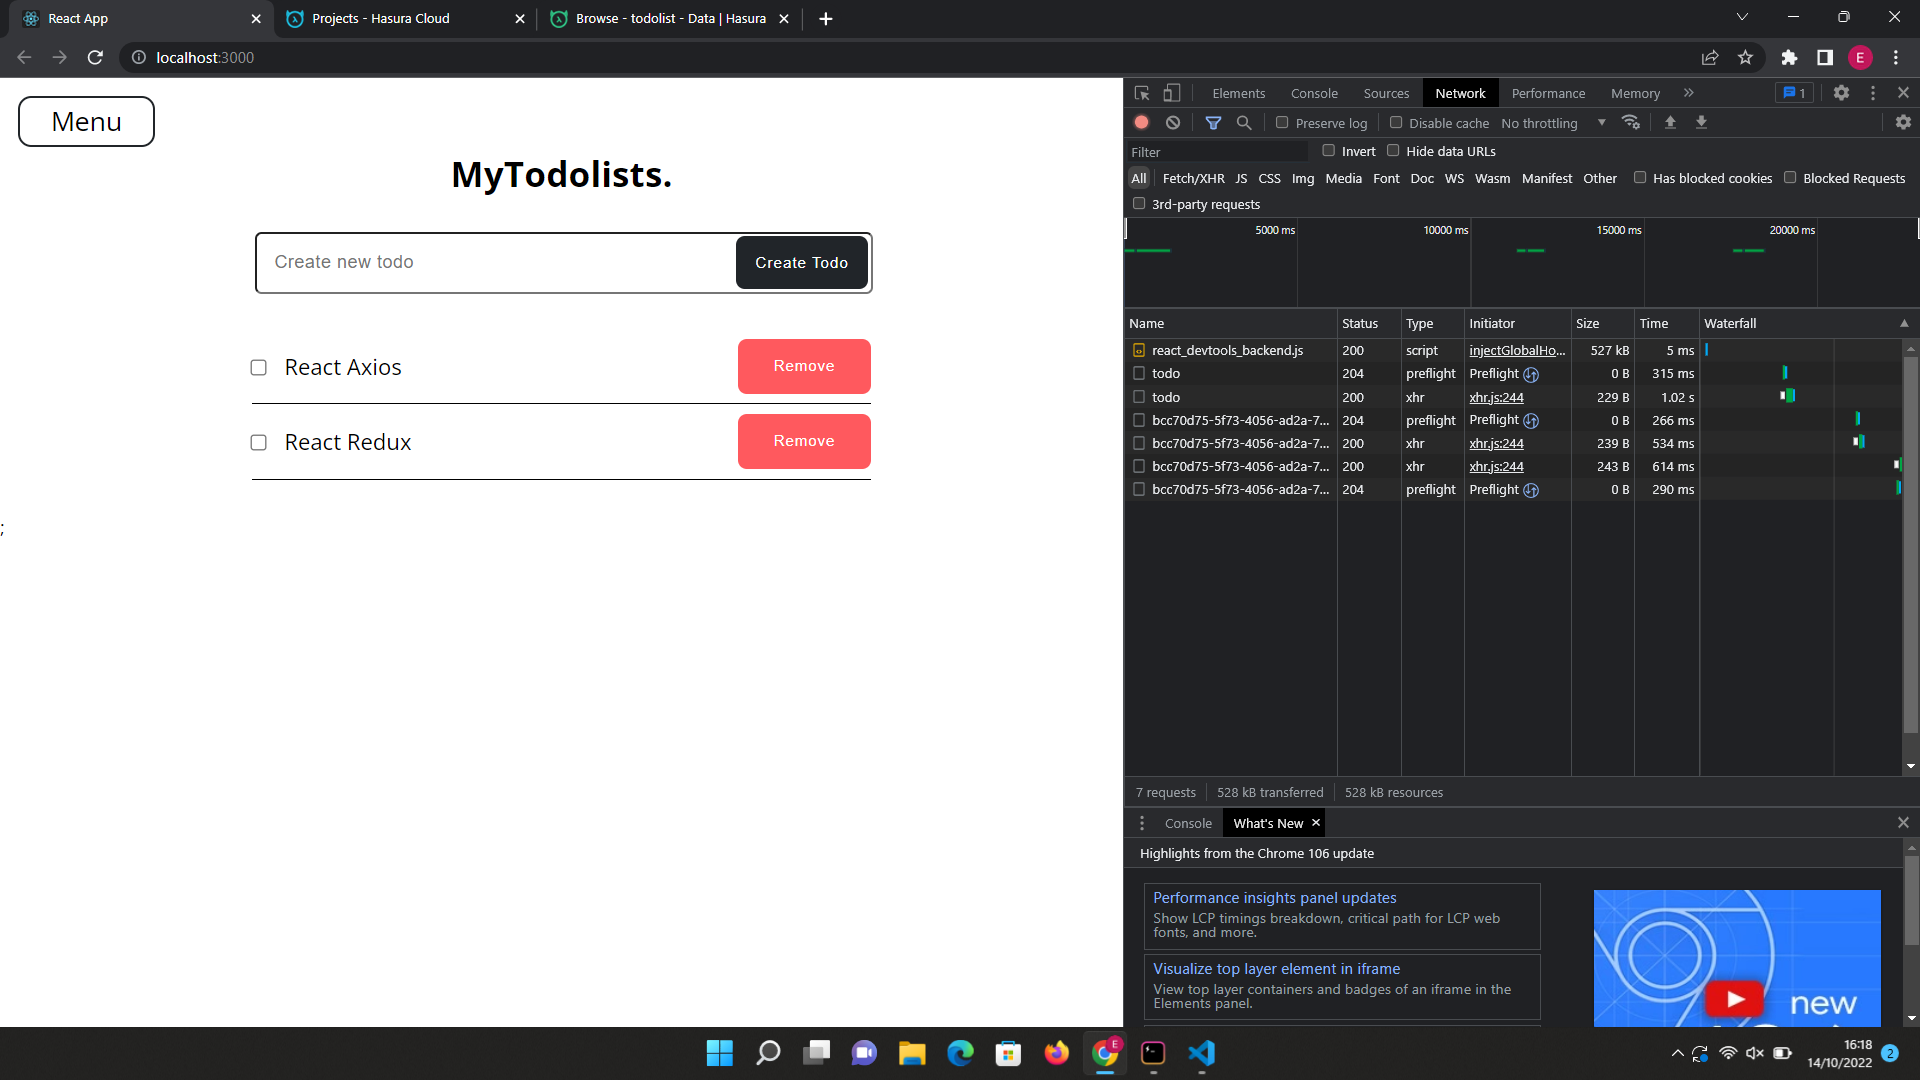 React App
Projects - Hasura Cloud
Browse - todolist - Data | Hasura
localhost:3000
E
Menu
MyTodolists.
Create new todo
Create Todo
React Axios
Remove
React Redux
Remove
;
Elements Console Sources Network Performance Memory » 1
Preserve log Disable cache No throttling
Filter Invert Hide data URLs
All Fetch/XHR JS CSS Img Media Font Doc WS Wasm Manifest Other Has blocked cookies Blocked Requests
3rd-party requests
5000 ms 10000 ms 15000 ms 20000 ms
Name Status Type Initiator Size Time Waterfall
react_devtools_backend.js 200 script injectGlobalHo... 527 kB 5 ms
todo 204 preflight Preflight 0 B 315 ms
todo 200 xhr xhr.js:244 229 B 1.02 s
bcc70d75-5f73-4056-ad2a-7... 204 preflight Preflight 0 B 266 ms
bcc70d75-5f73-4056-ad2a-7... 200 xhr xhr.js:244 239 B 534 ms
bcc70d75-5f73-4056-ad2a-7... 200 xhr xhr.js:244 243 B 614 ms
bcc70d75-5f73-4056-ad2a-7... 204 preflight Preflight 0 B 290 ms
7 requests 528 kB transferred 528 kB resources
Console What's New
Highlights from the Chrome 106 update
Performance insights panel updates
Show LCP timings breakdown, critical path for LCP web
fonts, and more.
Visualize top layer element in iframe
View top layer containers and badges of an iframe in the
Elements panel.
new
E
16:18
14/10/2022
2